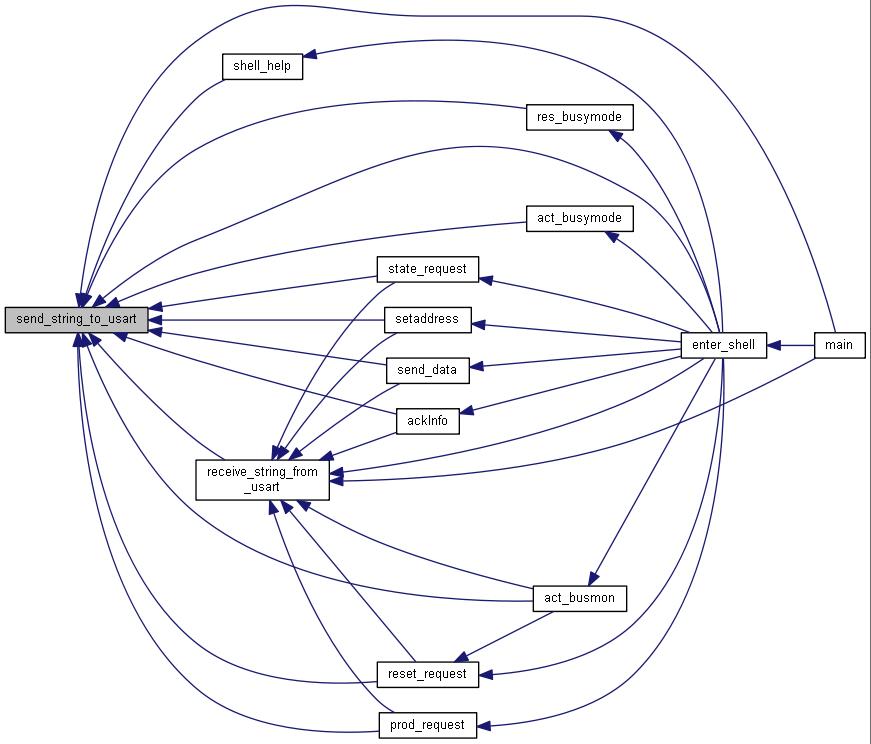 shell_help
res_busymode
act_busymode
state_request
send_string_to_usart
setaddress
enter_shell
main
send_data
ackInfo
receive_string_from
_usart
act_busmon
reset_request
prod_request